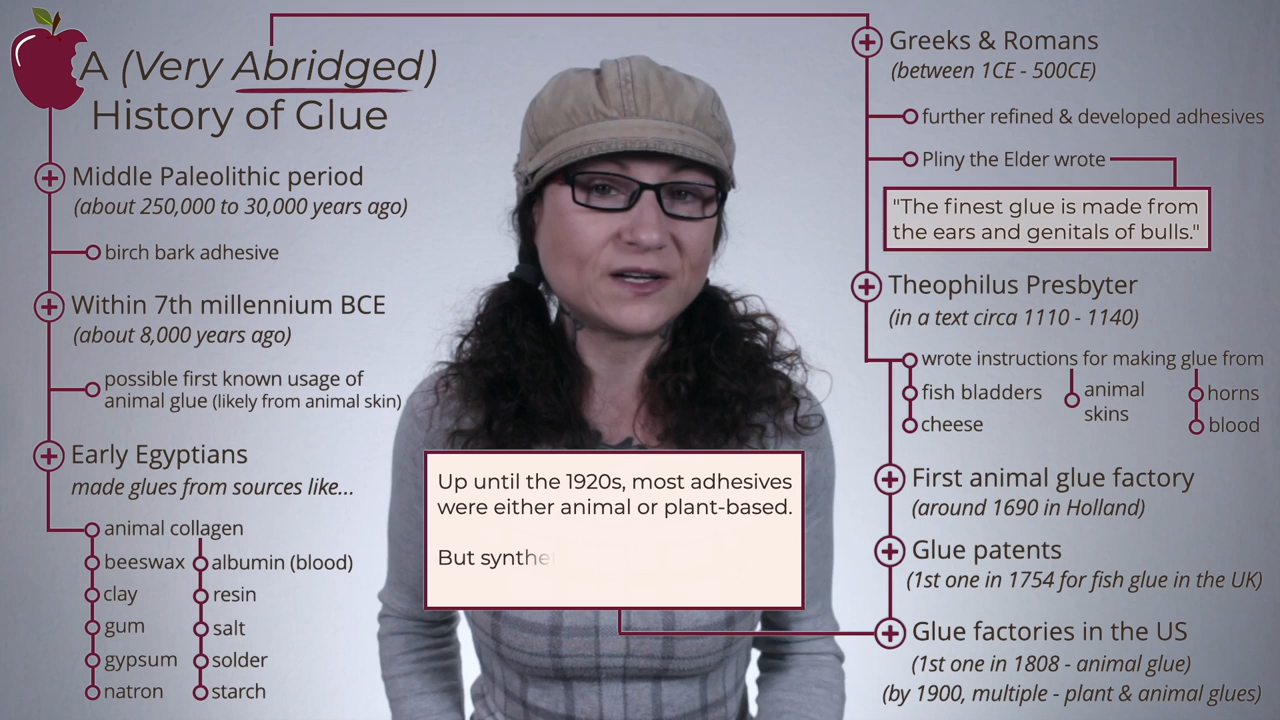 A (Very Abridged)
History of Glue
Middle Paleolithic period
(about 250,000 to 30,000 years ago)
birch bark adhesive
Within 7th millennium BCE
(about 8,000 years ago)
possible first known usage of
animal glue (likely from animal skin)
Early Egyptians
made glues from sources like...
animal collagen
beeswax
clay
gum
gypsum
natron
albumin (blood)
resin
salt
solder
starch
Greeks & Romans
(between 1CE - 500CE)
further refined & developed adhesives
Pliny the Elder wrote
"The finest glue is made from
the ears and genitals of bulls."
Theophilus Presbyter
(in a text circa 1110 - 1140)
wrote instructions for making glue from
fish bladders
cheese
animal
skins
horns
blood
First animal glue factory
(around 1690 in Holland)
Glue patents
(1st one in 1754 for fish glue in the UK)
Glue factories in the US
(1st one in 1808 - animal glue)
(by 1900, multiple - plant & animal glues)
Up until the 1920s, most adhesives
were either animal or plant-based.
But synthe